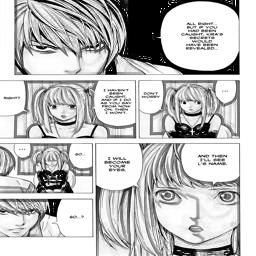 ALL RIGHT...
BUT IF YOU
HAD BEEN
CAUGHT, KIRA'S
SECRETS
WOULD
HAVE BEEN
REVEALED...
DON'T
WORRY
I HAVEN'T
BEEN
CAUGHT,
AND IF I DO
AS YOU SAY
FROM NOW
ON, THEN I
WON'T.
RIGHT?
...
...
SO...
SO...?
AND THEN
I'LL SEE
L'S NAME.
I WILL
BECOME
YOUR
EYES.